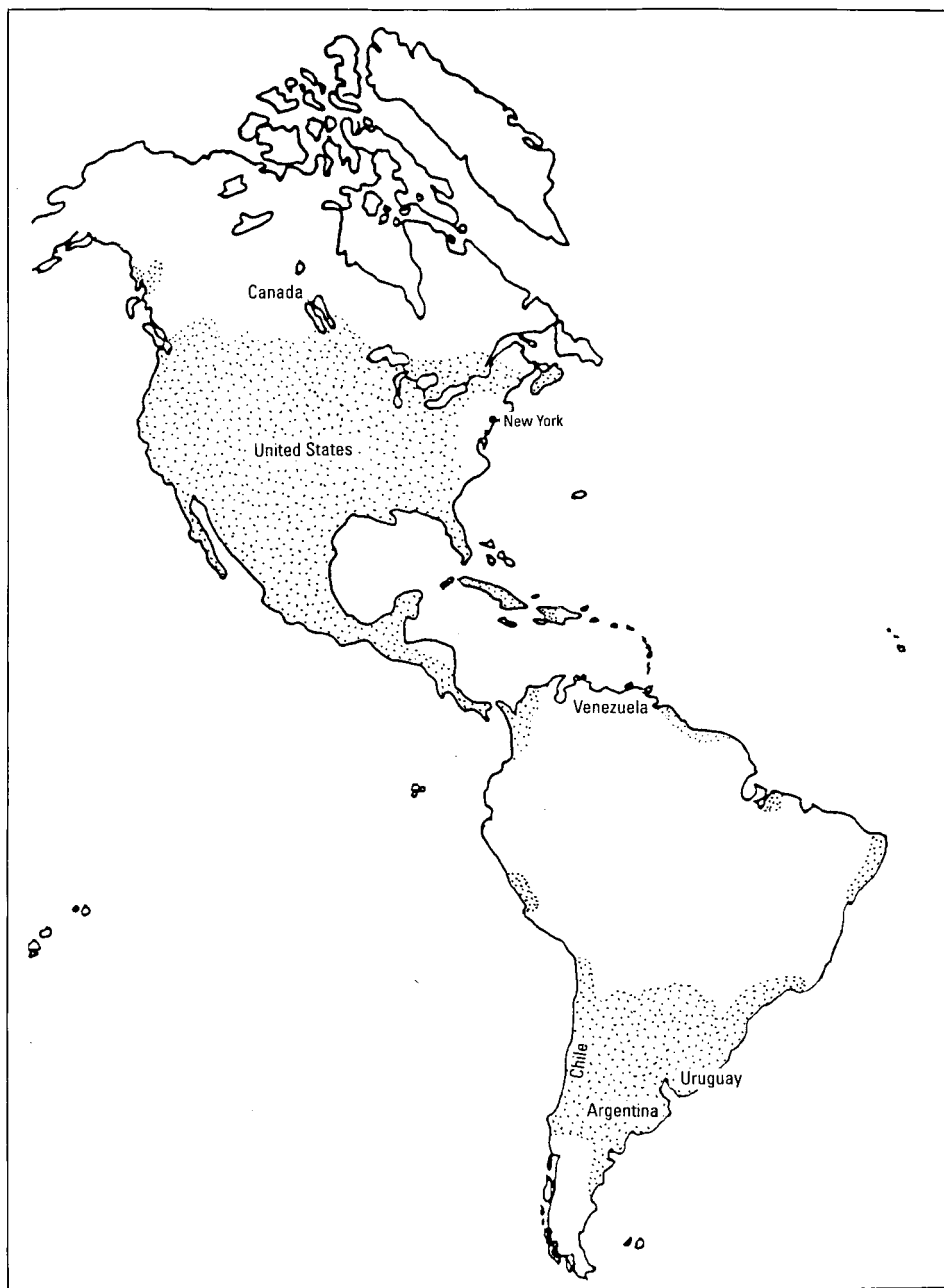 Canada
New York
United States
Venezuela
Chile
Uruguay
Argentina